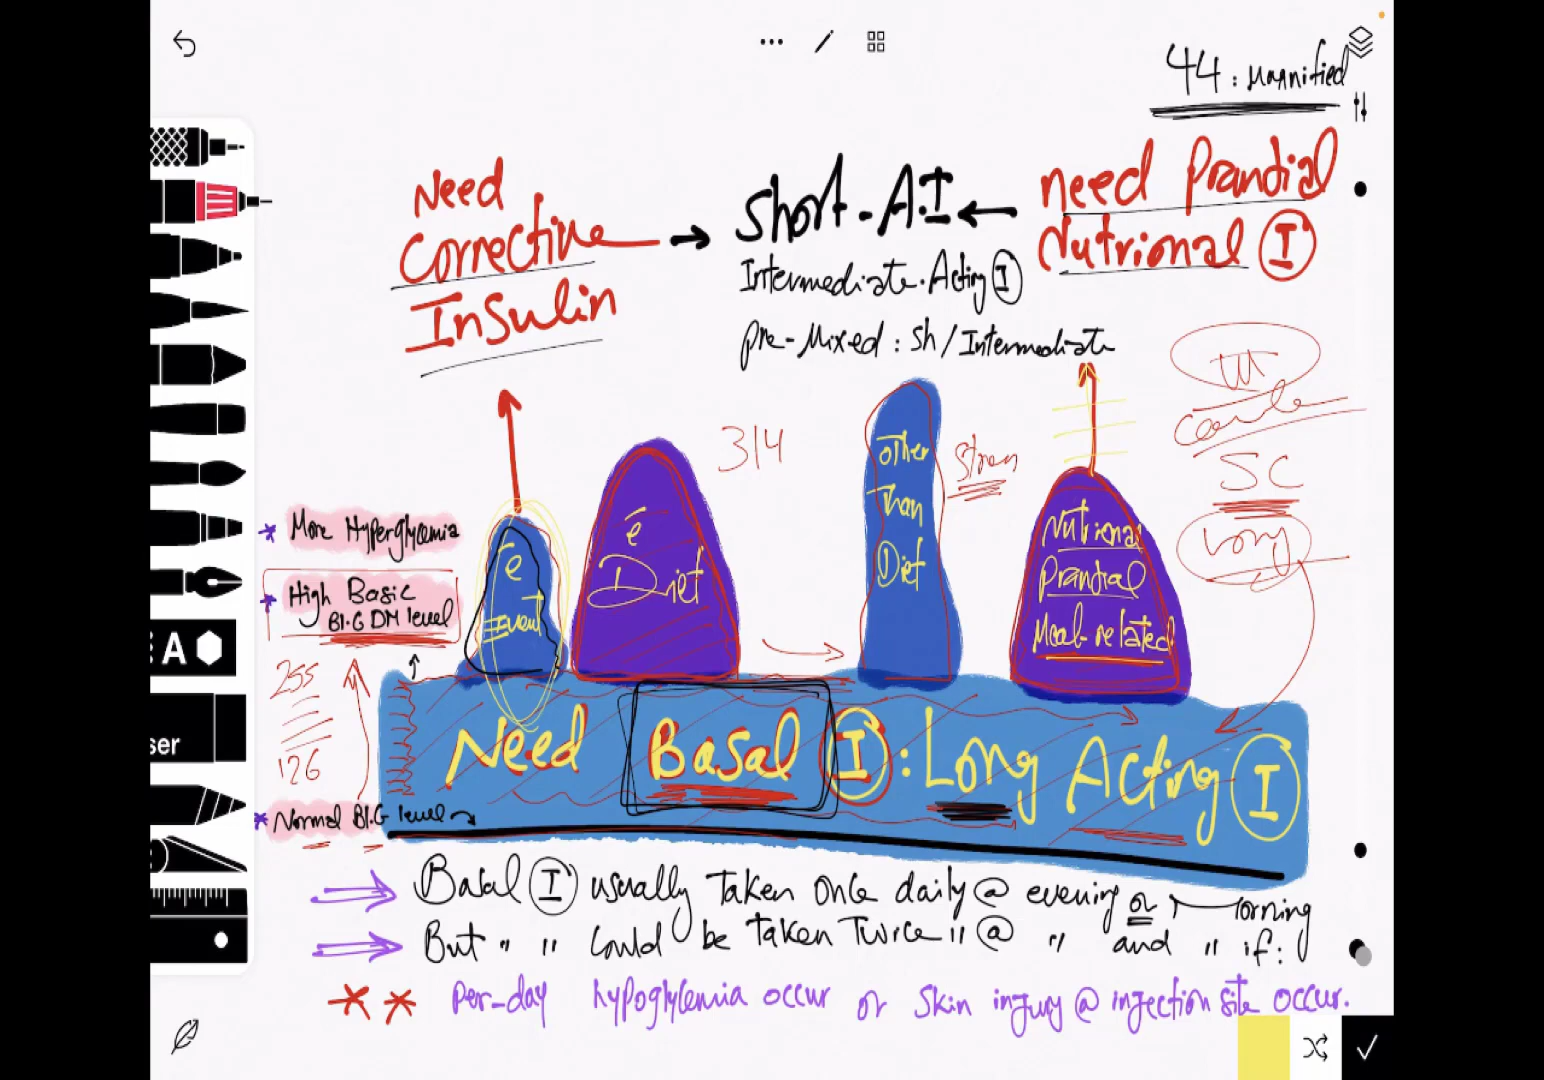 44 : Magnified
Need
Corrective
Insulin
Short-A.I
Intermediate.Acting I
pre-Mixed : sh/Intermediate
need Prandial
Nutrional I
III
SC
Long
314
Stress
other
Than
Diet
Nutrional
Prandial
Meal-related
ē
Event
ē
Diet
* More Hyperglycemia
* High Basic
Bl.G DM level
255
126
* Normal Bl.G level
Need Basal I : Long Acting I
Basal I usually Taken Once daily @ evening or morning
But " " Could be Taken Twice " @ " and " if :
** Per-day hypoglycemia occur or skin injury @ injection site occur.
ser
A